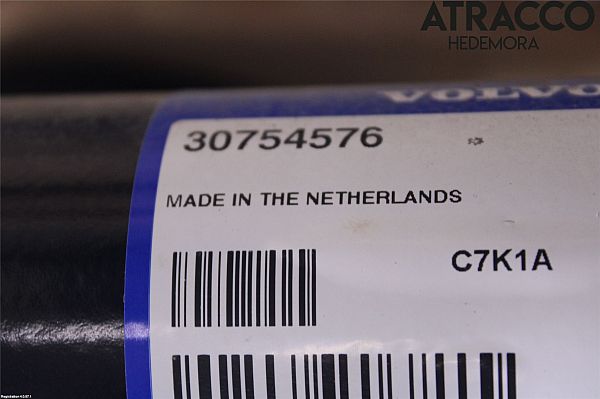 ATRACCO
HEDEMORA
VOLVO
30754576
MADE IN THE NETHERLANDS
C7K1A